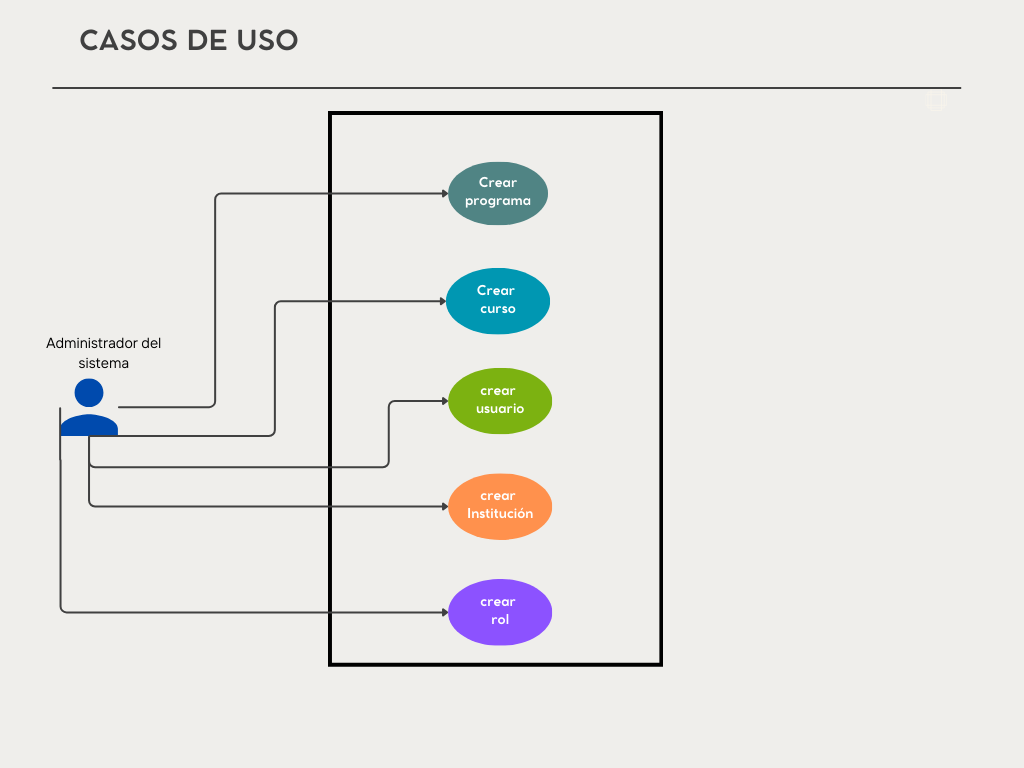 CASOS DE USO
Crear
programa
Crear
curso
Administrador del
sistema
crear
usuario
crear
Institución
crear
rol